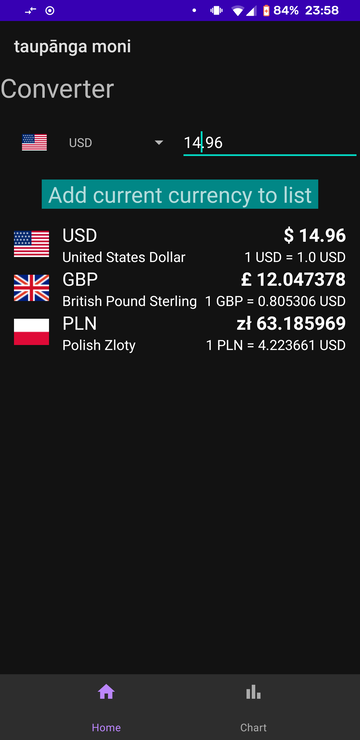 84% 23:58
taupānga moni
Converter
USD 14.96
Add current currency to list
USD $ 14.96
United States Dollar 1 USD = 1.0 USD
GBP £ 12.047378
British Pound Sterling 1 GBP = 0.805306 USD
PLN zł 63.185969
Polish Zloty 1 PLN = 4.223661 USD
Home Chart